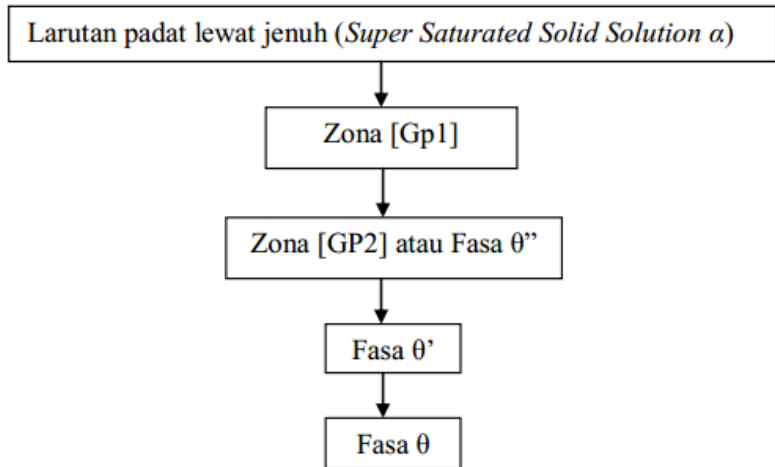 Larutan padat lewat jenuh (Super Saturated Solid Solution α)
Zona [Gp1]
Zona [GP2] atau Fasa θ”
Fasa θ’
Fasa θ